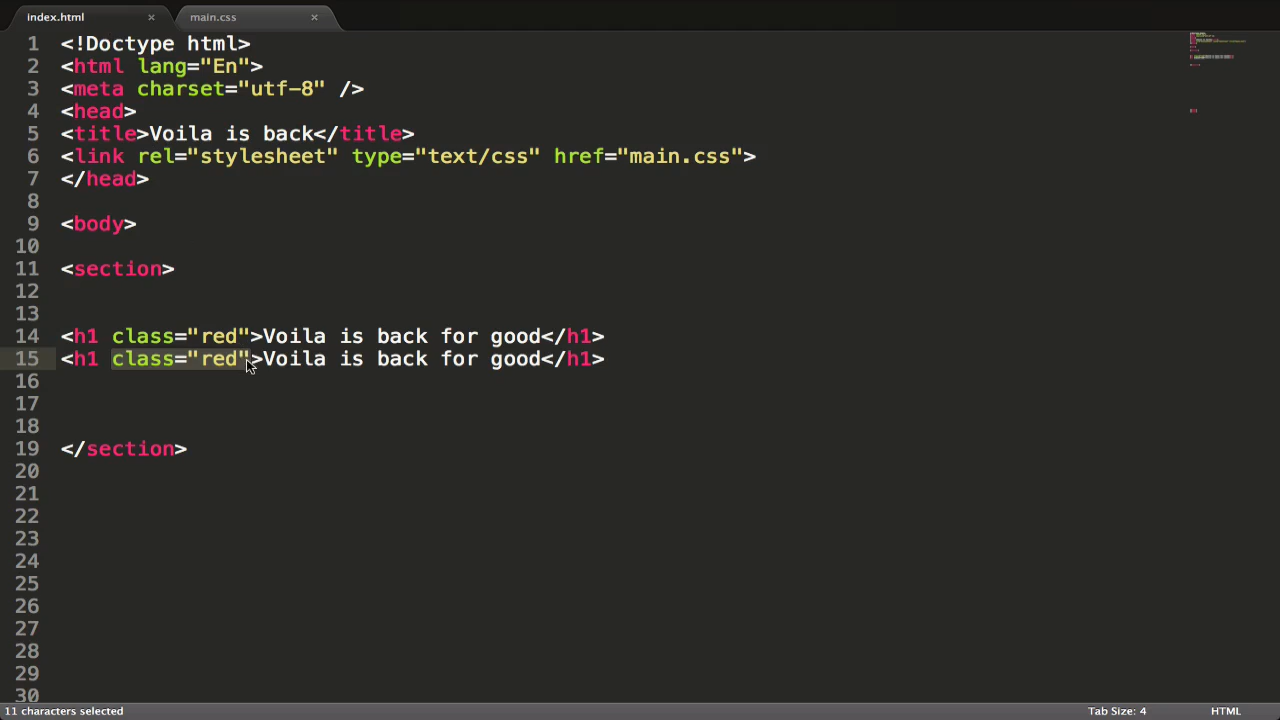 index.html × main.css ×
1 <!Doctype html>
2 <html lang="En">
3 <meta charset="utf-8" />
4 <head>
5 <title>Voila is back</title>
6 <link rel="stylesheet" type="text/css" href="main.css">
7 </head>
8
9 <body>
10
11 <section>
12
13
14 <h1 class="red">Voila is back for good</h1>
15 <h1 class="red">Voila is back for good</h1>
16
17
18
19 </section>
20
21
22
23
24
25
26
27
28
29
30
11 characters selected Tab Size: 4 HTML